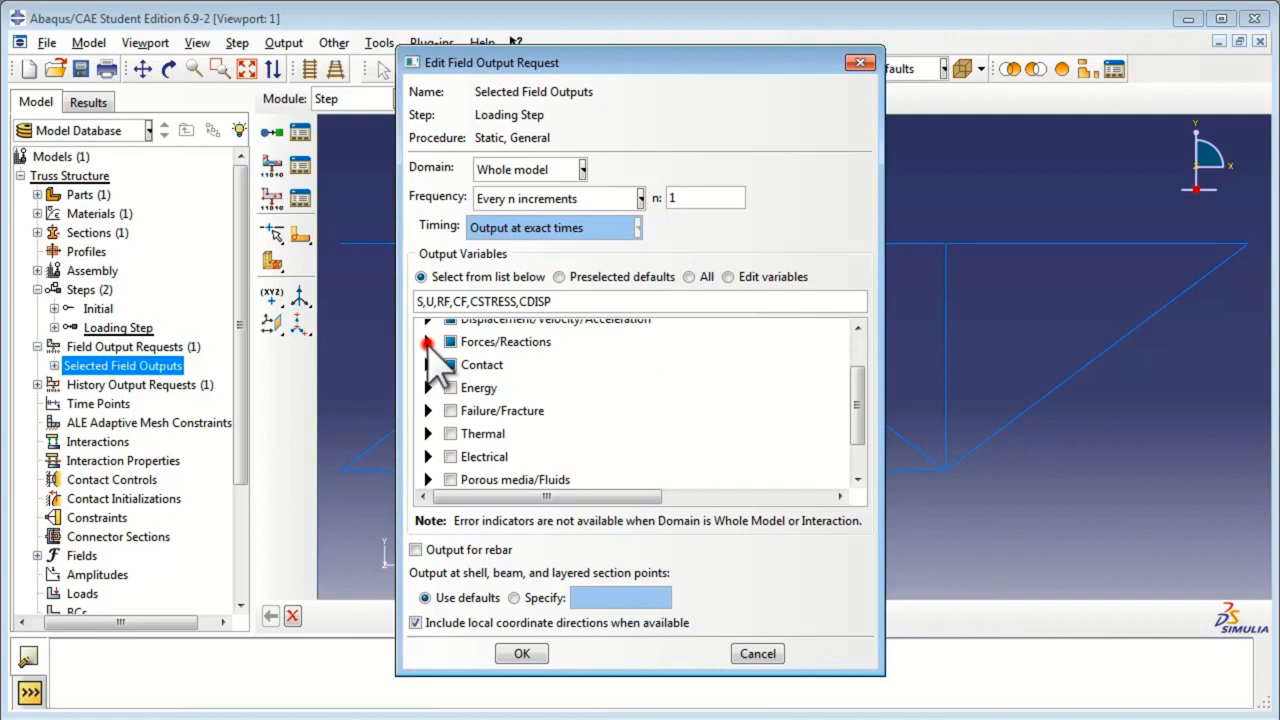 Abaqus/CAE Student Edition 6.9-2 [Viewport: 1]
File Model Viewport View Step Output Other Tools Plug-ins Help
Model Results
Module: Step
faults
Model Database
Models (1)
Truss Structure
Parts (1)
Materials (1)
Sections (1)
Profiles
Assembly
Steps (2)
Initial
Loading Step
Field Output Requests (1)
Selected Field Outputs
History Output Requests (1)
Time Points
ALE Adaptive Mesh Constraints
Interactions
Interaction Properties
Contact Controls
Contact Initializations
Constraints
Connector Sections
Fields
Amplitudes
Loads
BCs
(XYZ)
Edit Field Output Request
Name: Selected Field Outputs
Step: Loading Step
Procedure: Static, General
Domain: Whole model
Frequency: Every n increments n: 1
Timing: Output at exact times
Output Variables
Select from list below Preselected defaults All Edit variables
S,U,RF,CF,CSTRESS,CDISP
Displacement/Velocity/Acceleration
Forces/Reactions
Contact
Energy
Failure/Fracture
Thermal
Electrical
Porous media/Fluids
Note: Error indicators are not available when Domain is Whole Model or Interaction.
Output for rebar
Output at shell, beam, and layered section points:
Use defaults Specify:
Include local coordinate directions when available
OK Cancel
Y
X
Y
SIMULIA
>>>